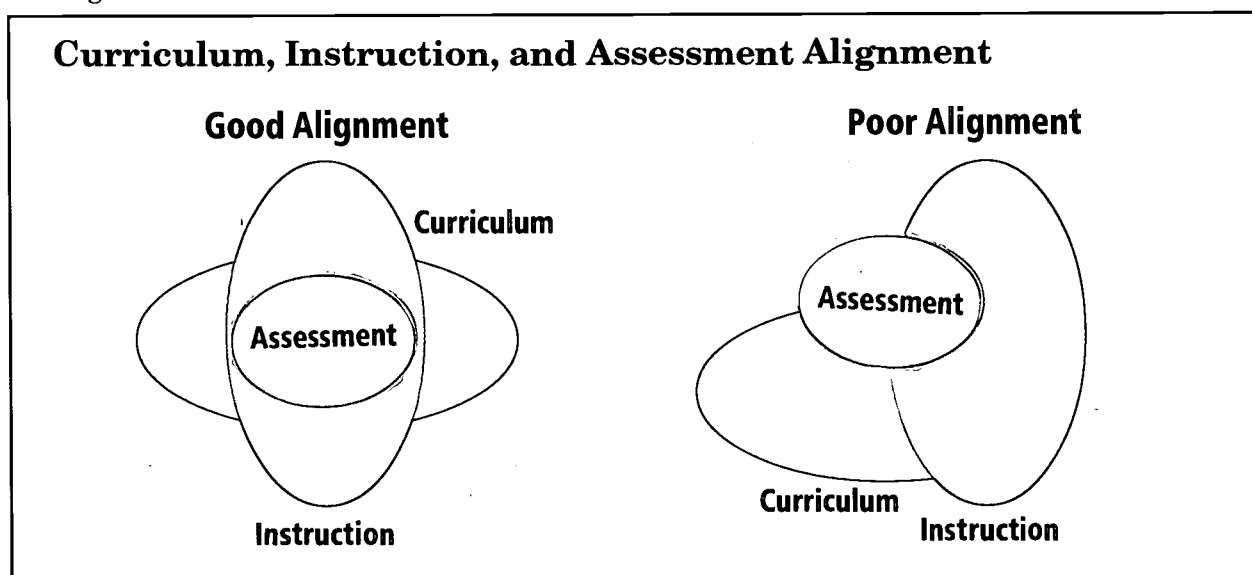 Curriculum, Instruction, and Assessment Alignment
Good Alignment
Curriculum
Assessment
Instruction
Poor Alignment
Assessment
Curriculum
Instruction